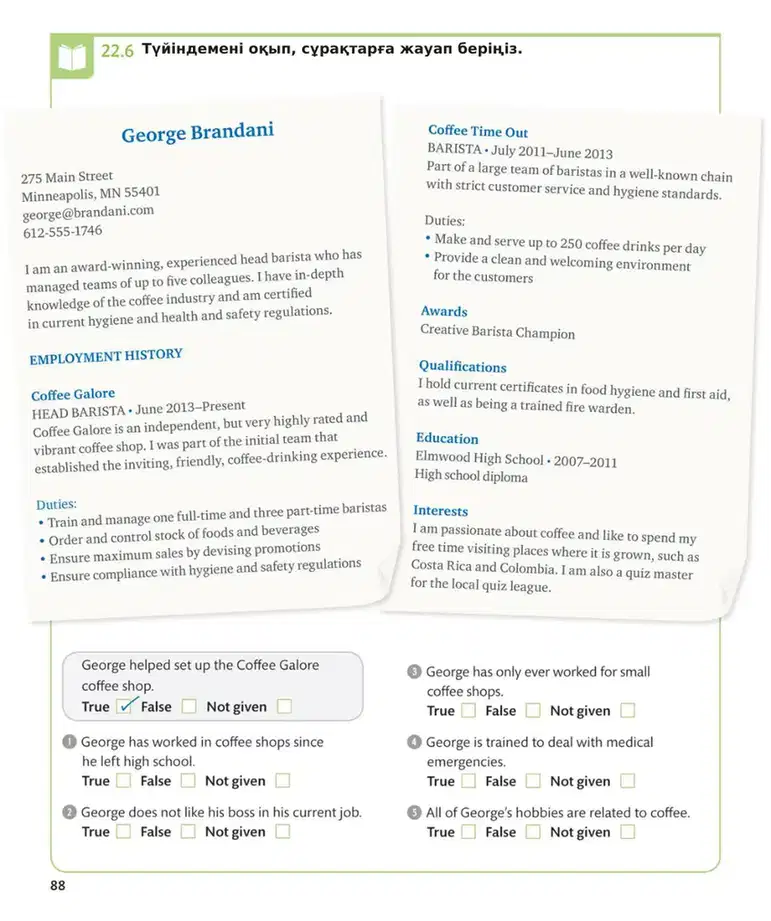 22.6 Түйіндемені оқып, сұрақтарға жауап беріңіз.
George Brandani
275 Main Street
Minneapolis, MN 55401
george@brandani.com
612-555-1746
I am an award-winning, experienced head barista who has
managed teams of up to five colleagues. I have in-depth
knowledge of the coffee industry and am certified
in current hygiene and health and safety regulations.
EMPLOYMENT HISTORY
Coffee Galore
HEAD BARISTA • June 2013–Present
Coffee Galore is an independent, but very highly rated and
vibrant coffee shop. I was part of the initial team that
established the inviting, friendly, coffee-drinking experience.
Duties:
• Train and manage one full-time and three part-time baristas
• Order and control stock of foods and beverages
• Ensure maximum sales by devising promotions
• Ensure compliance with hygiene and safety regulations
Coffee Time Out
BARISTA • July 2011–June 2013
Part of a large team of baristas in a well-known chain
with strict customer service and hygiene standards.
Duties:
• Make and serve up to 250 coffee drinks per day
• Provide a clean and welcoming environment
for the customers
Awards
Creative Barista Champion
Qualifications
I hold current certificates in food hygiene and first aid,
as well as being a trained fire warden.
Education
Elmwood High School • 2007–2011
High school diploma
Interests
I am passionate about coffee and like to spend my
free time visiting places where it is grown, such as
Costa Rica and Colombia. I am also a quiz master
for the local quiz league.
George helped set up the Coffee Galore
coffee shop.
True ✓ False Not given
1 George has worked in coffee shops since
he left high school.
True False Not given
2 George does not like his boss in his current job.
True False Not given
3 George has only ever worked for small
coffee shops.
True False Not given
4 George is trained to deal with medical
emergencies.
True False Not given
5 All of George's hobbies are related to coffee.
True False Not given
88